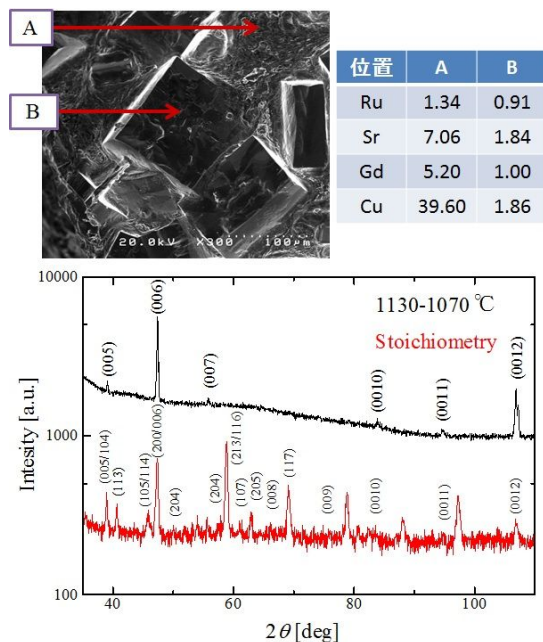 A
B
20.0kV X300 100μm
位置 A B
Ru 1.34 0.91
Sr 7.06 1.84
Gd 5.20 1.00
Cu 39.60 1.86
10000
1000
100
Intesity [a.u.]
1130-1070 ℃
Stoichiometry
(005)
(006)
(007)
(0010)
(0011)
(0012)
(005/104)
(113)
(105/114)
(200/006)
(204)
(204)
(213/116)
(107)
(205)
(008)
(117)
(009)
(0010)
(0011)
(0012)
40 60 80 100
2θ [deg]